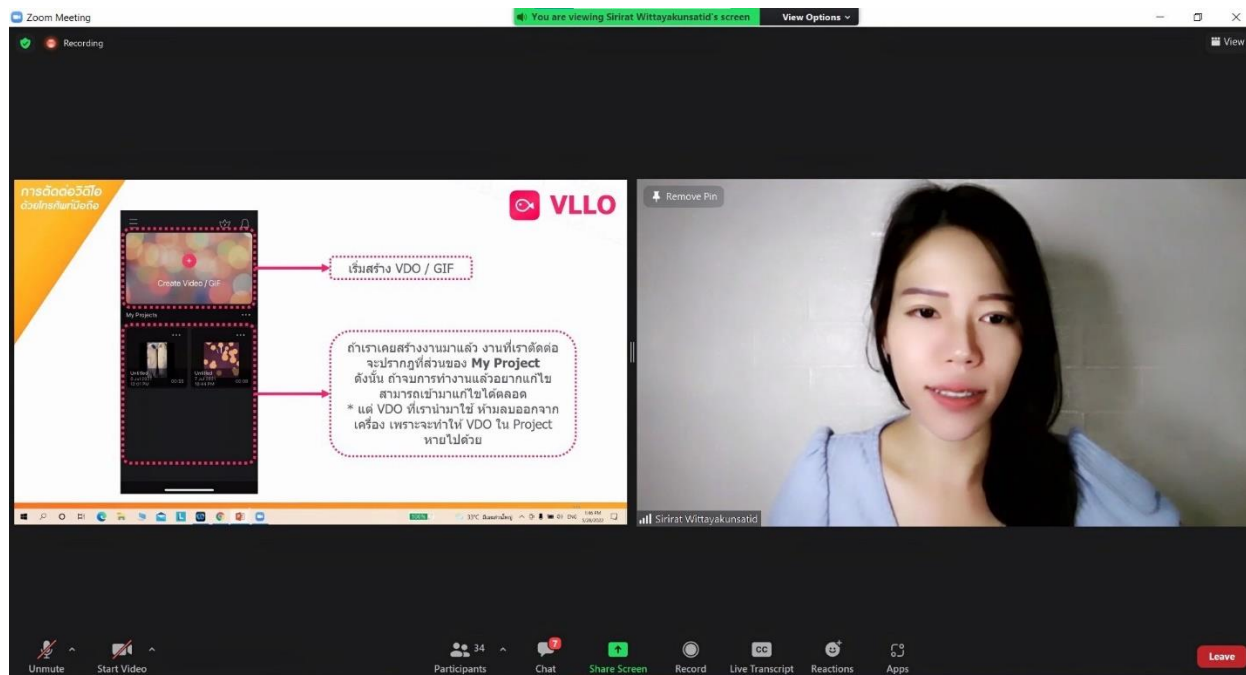 Zoom Meeting
You are viewing Sirirat Wittayakunsatid's screen
View Options
Recording
View
การตัดต่อวิดีโอ
ด้วยโทรศัพท์มือถือ
VLLO
Create Video / GIF
เริ่มสร้าง VDO / GIF
My Projects
Untitled
Untitled
00:09
ถ้าเราเคยสร้างงานมาแล้ว งานที่เราตัดต่อ
จะปรากฎที่ส่วนของ My Project
ดังนั้น ถ้าจบการทำงานแล้วอยากแก้ไข
สามารถเข้ามาแก้ไขได้ตลอด
* แต่ VDO ที่เรานำมาใช้ ห้ามลบออกจาก
เครื่อง เพราะจะทำให้ VDO ใน Project
หายไปด้วย
33°C
ENG
Remove Pin
Sirirat Wittayakunsatid
Unmute
Start Video
34
Participants
7
Chat
Share Screen
Record
CC
Live Transcript
Reactions
Apps
Leave